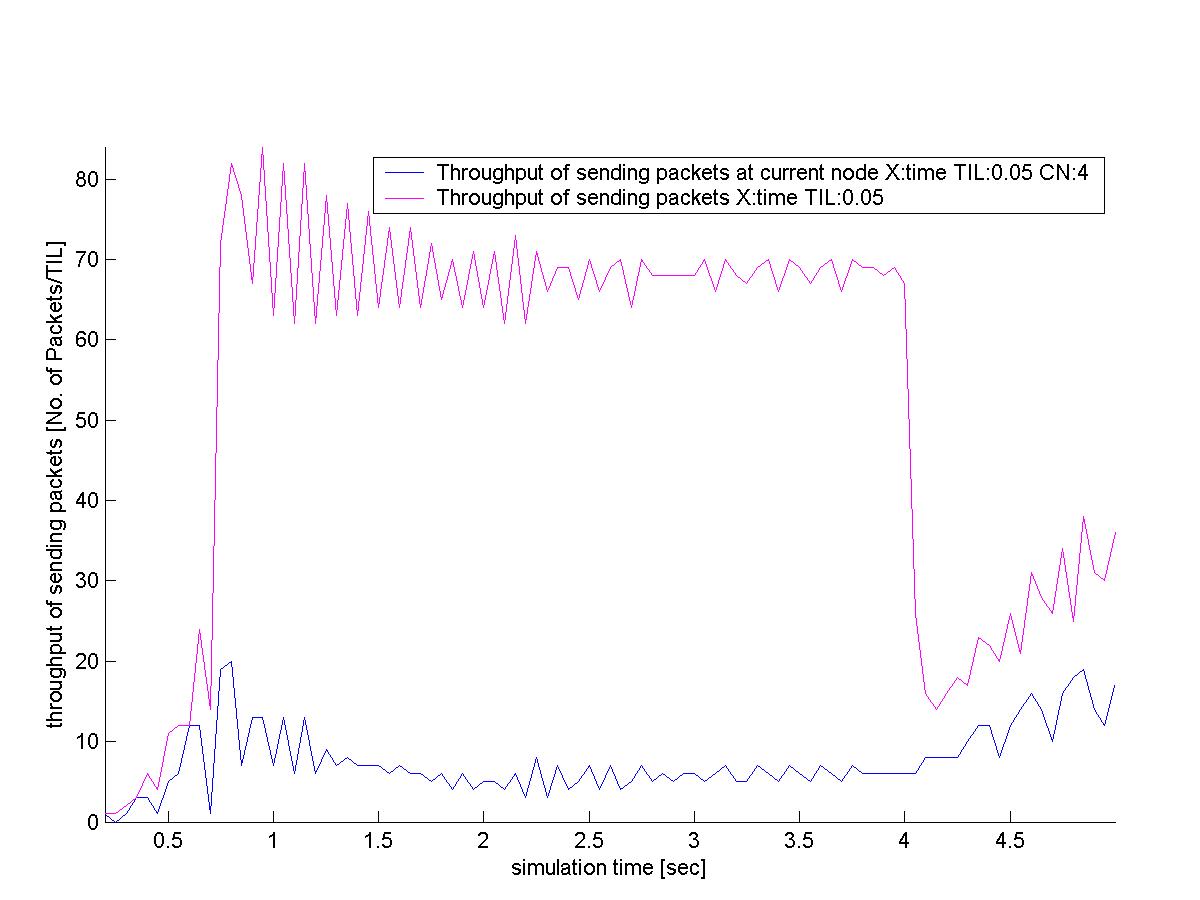 Throughput of sending packets at current node X:time TIL:0.05 CN:4
Throughput of sending packets X:time TIL:0.05
throughput of sending packets [No. of Packets/TIL]
80
70
60
50
40
30
20
10
0
0.5 1 1.5 2 2.5 3 3.5 4 4.5
simulation time [sec]